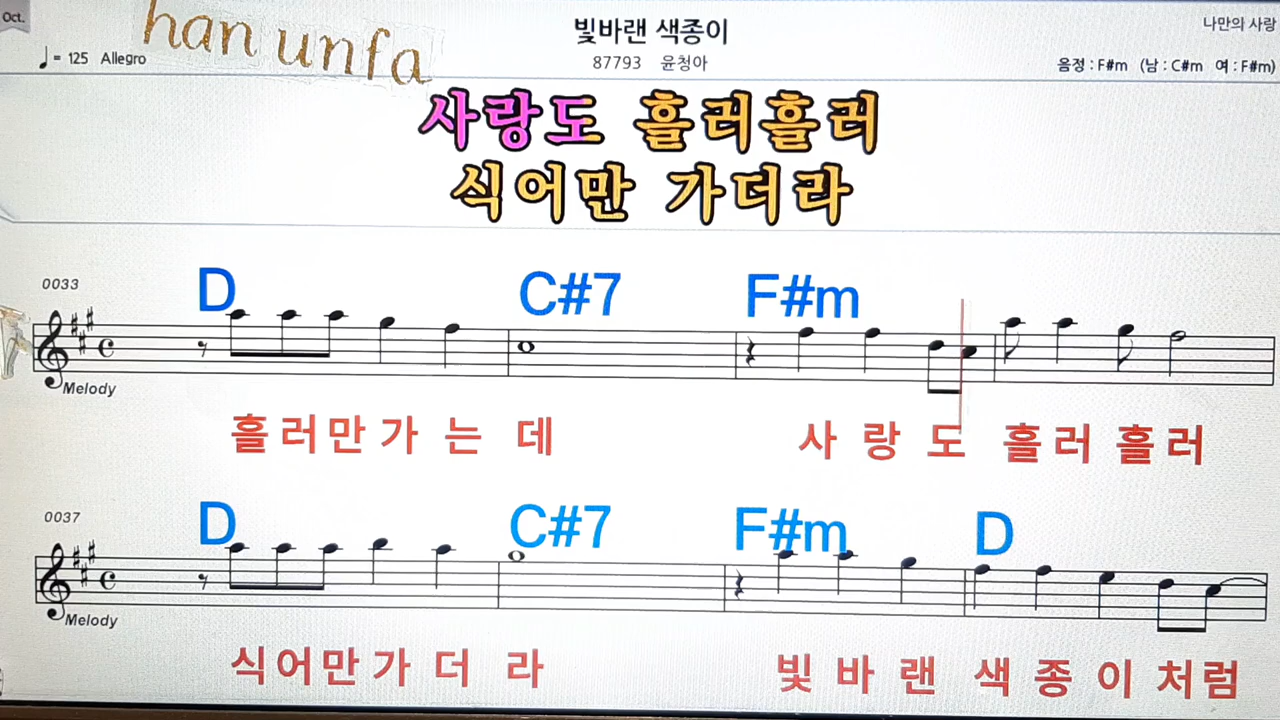 Oct.
han unfa
빛바랜 색종이
나만의 사랑
♩= 125 Allegro
87793 윤청아
음정 : F#m (남 : C#m 여 : F#m)
사랑도 흘러흘러
식어만 가더라
0033
D C#7 F#m
Melody
흘러만가 는 데 사 랑 도 흘러 흘러
0037
D C#7 F#m D
Melody
식어만가 더 라 빛 바 랜 색 종 이 처럼